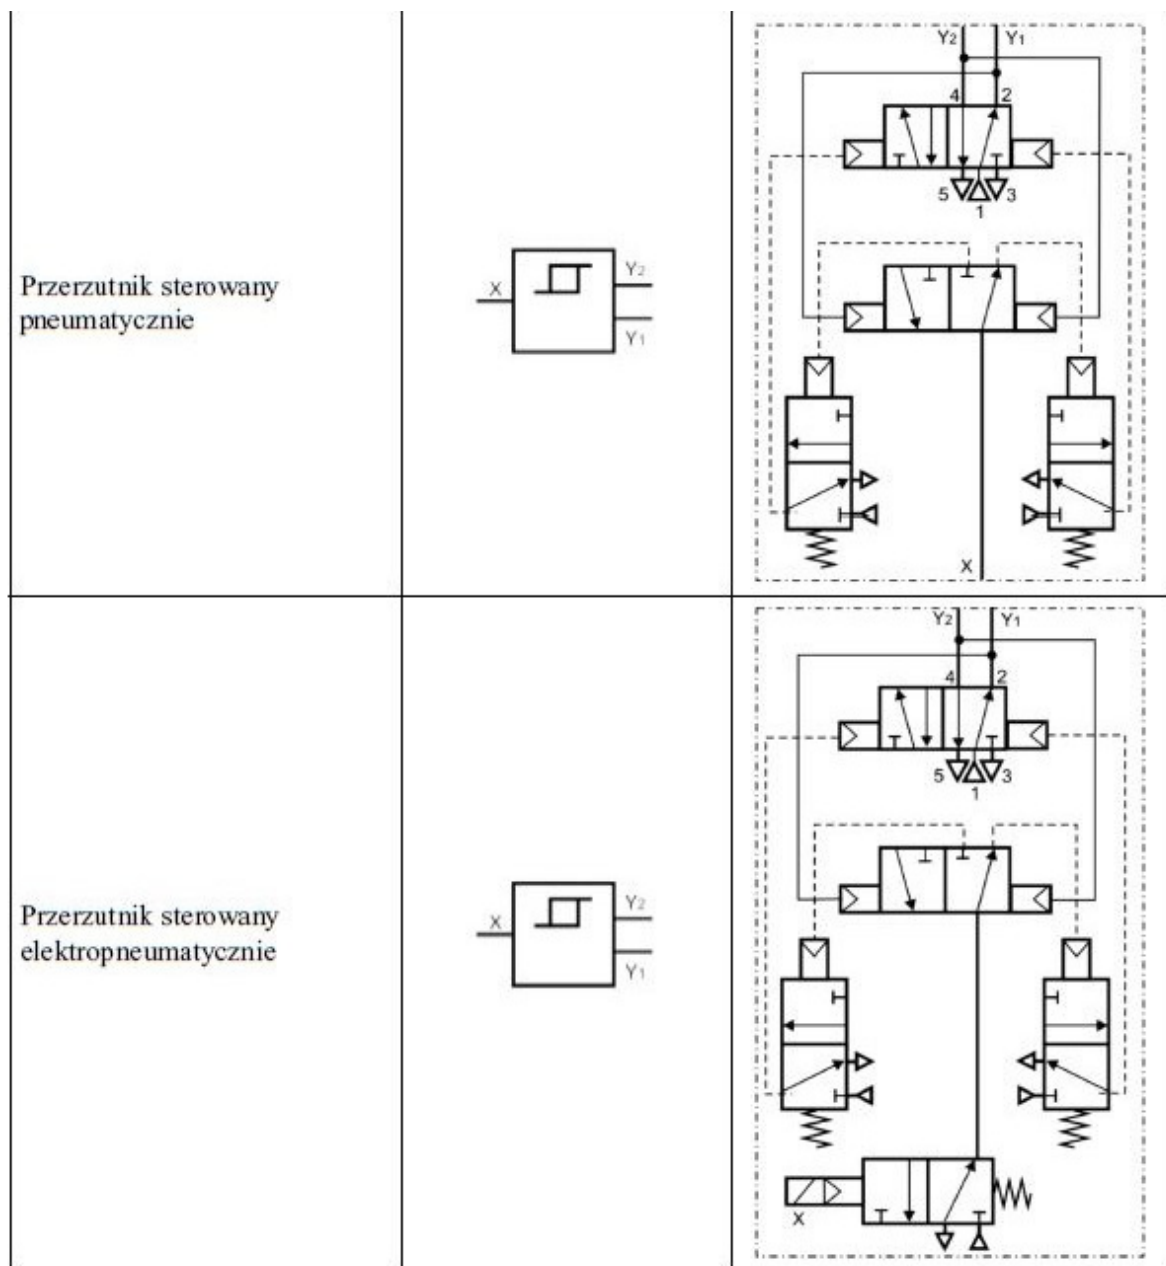 Y2 Y1
4 2
5 3
1
Przerzutnik sterowany
pneumatycznie
X
Y2
Y1
X
Y2 Y1
4 2
5 3
1
Przerzutnik sterowany
elektropneumatycznie
X
Y2
Y1
X